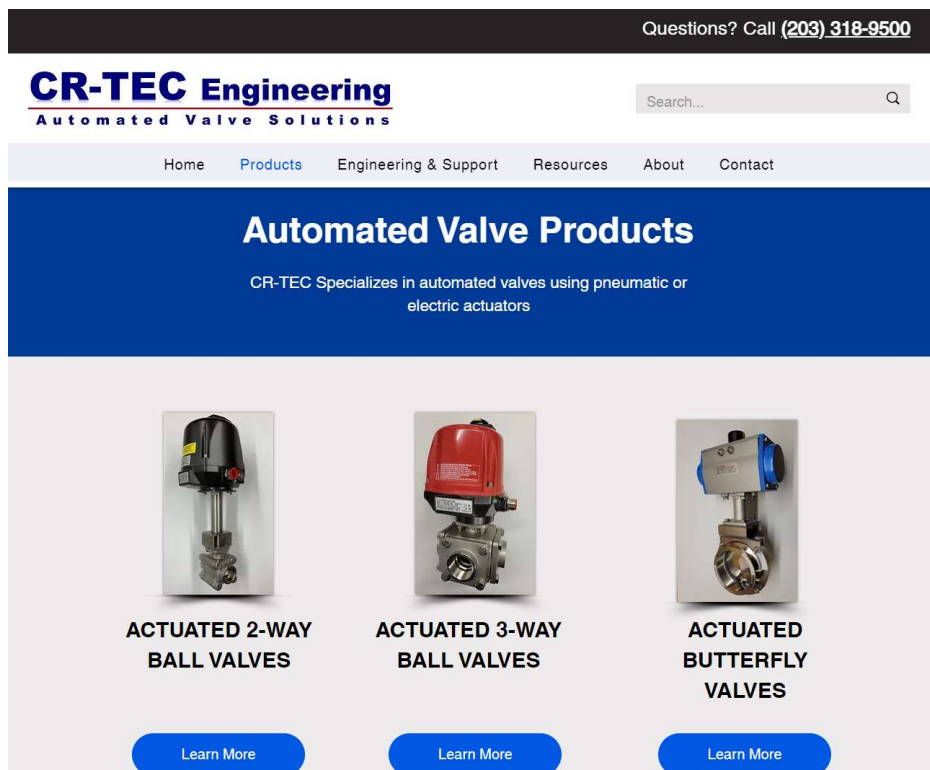 Questions? Call (203) 318-9500
CR-TEC Engineering
Automated Valve Solutions
Search...
Home Products Engineering & Support Resources About Contact
Automated Valve Products
CR-TEC Specializes in automated valves using pneumatic or
electric actuators
ACTUATED 2-WAY
BALL VALVES
ACTUATED 3-WAY
BALL VALVES
ACTUATED
BUTTERFLY
VALVES
Learn More
Learn More
Learn More